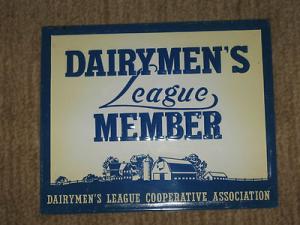 DAIRYMEN'S
League
MEMBER
DAIRYMEN'S LEAGUE COOPERATIVE ASSOCIATION